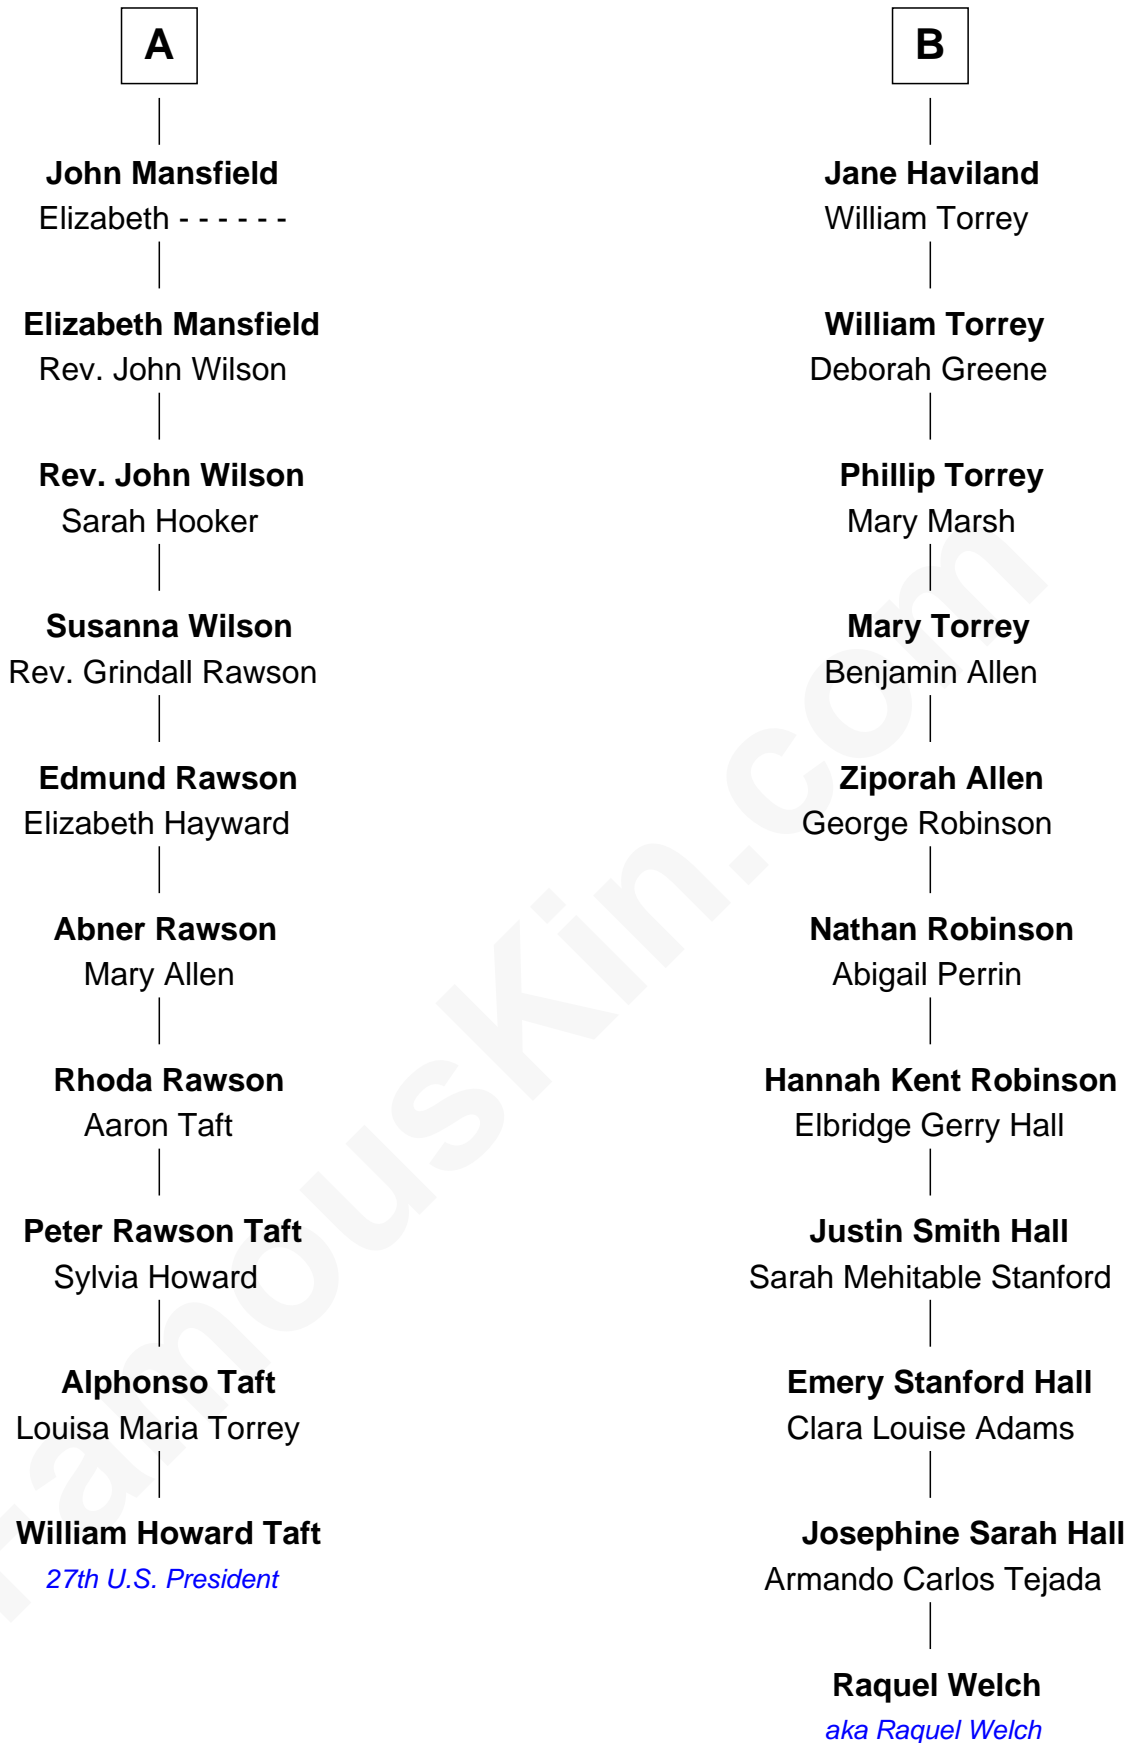 A
John Mansfield
Elizabeth - - - - - -
Elizabeth Mansfield
Rev. John Wilson
Rev. John Wilson
Sarah Hooker
Susanna Wilson
Rev. Grindall Rawson
Edmund Rawson
Elizabeth Hayward
Abner Rawson
Mary Allen
Rhoda Rawson
Aaron Taft
Peter Rawson Taft
Sylvia Howard
Alphonso Taft
Louisa Maria Torrey
William Howard Taft
27th U.S. President
B
Jane Haviland
William Torrey
William Torrey
Deborah Greene
Phillip Torrey
Mary Marsh
Mary Torrey
Benjamin Allen
Ziporah Allen
George Robinson
Nathan Robinson
Abigail Perrin
Hannah Kent Robinson
Elbridge Gerry Hall
Justin Smith Hall
Sarah Mehitable Stanford
Emery Stanford Hall
Clara Louise Adams
Josephine Sarah Hall
Armando Carlos Tejada
Raquel Welch
aka Raquel Welch
FamousKin.com